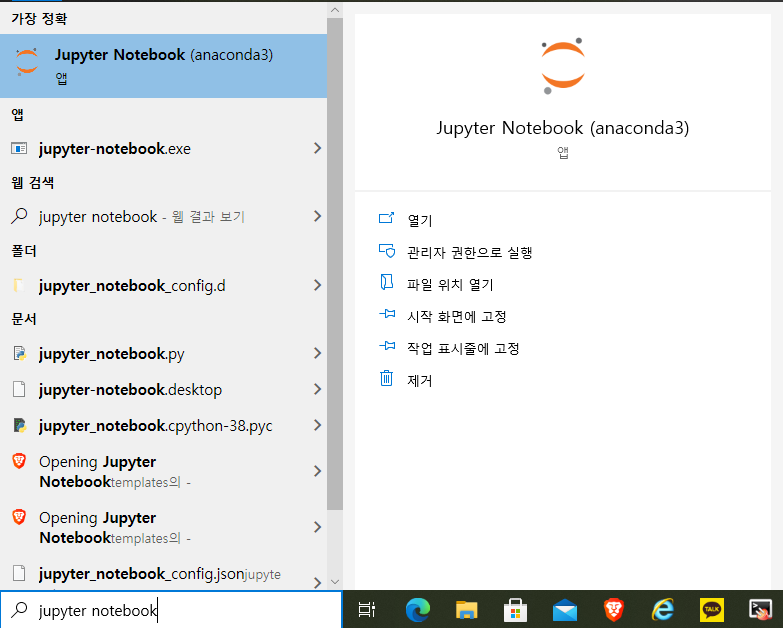 가장 정확
Jupyter Notebook (anaconda3)
앱
앱
jupyter-notebook.exe
웹 검색
jupyter notebook - 웹 결과 보기
폴더
jupyter_notebook_config.d
문서
jupyter_notebook.py
jupyter-notebook.desktop
jupyter_notebook.cpython-38.pyc
Opening Jupyter
Notebooktemplates의 -
Opening Jupyter
Notebooktemplates의 -
jupyter_notebook_config.jsonjupyte
jupyter notebook
Jupyter Notebook (anaconda3)
앱
열기
관리자 권한으로 실행
파일 위치 열기
시작 화면에 고정
작업 표시줄에 고정
제거
TALK